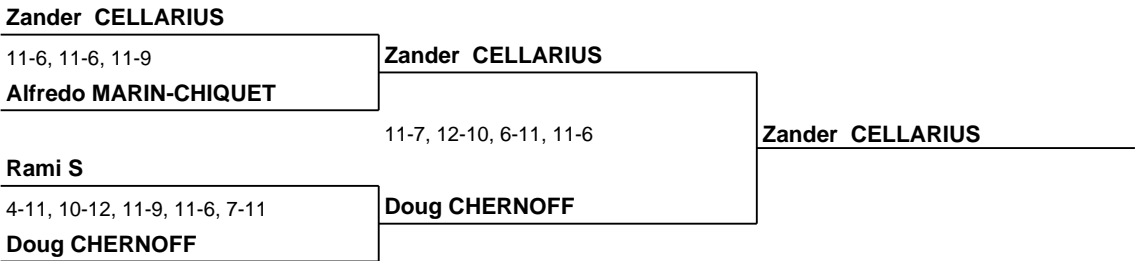 Zander  CELLARIUS
11-6, 11-6, 11-9
Zander  CELLARIUS
Alfredo MARIN-CHIQUET
11-7, 12-10, 6-11, 11-6
Zander  CELLARIUS
Rami S
4-11, 10-12, 11-9, 11-6, 7-11
Doug CHERNOFF
Doug CHERNOFF